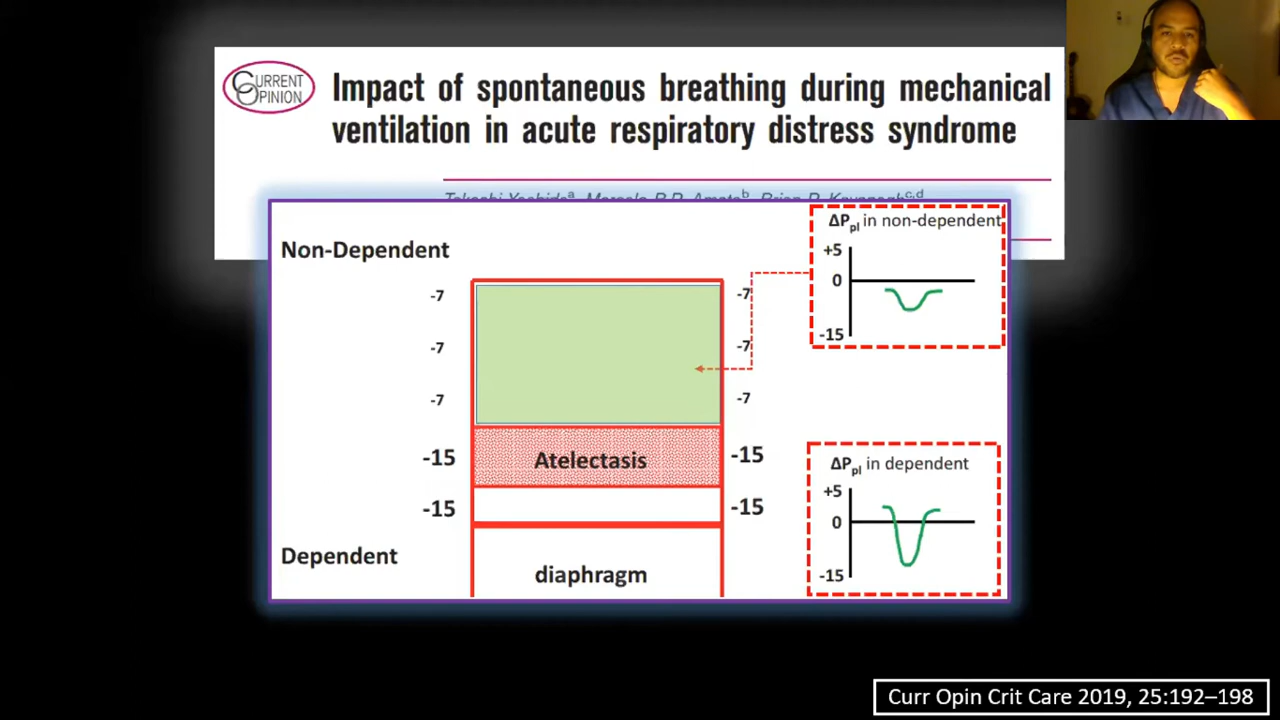 CURRENT
OPINION
Impact of spontaneous breathing during mechanical
ventilation in acute respiratory distress syndrome
Non-Dependent
-7
-7
-7
-7
-7
-7
-15
Atelectasis
-15
-15
-15
Dependent
diaphragm
ΔPpl in non-dependent
+5
0
-15
ΔPpl in dependent
+5
0
-15
Curr Opin Crit Care 2019, 25:192–198